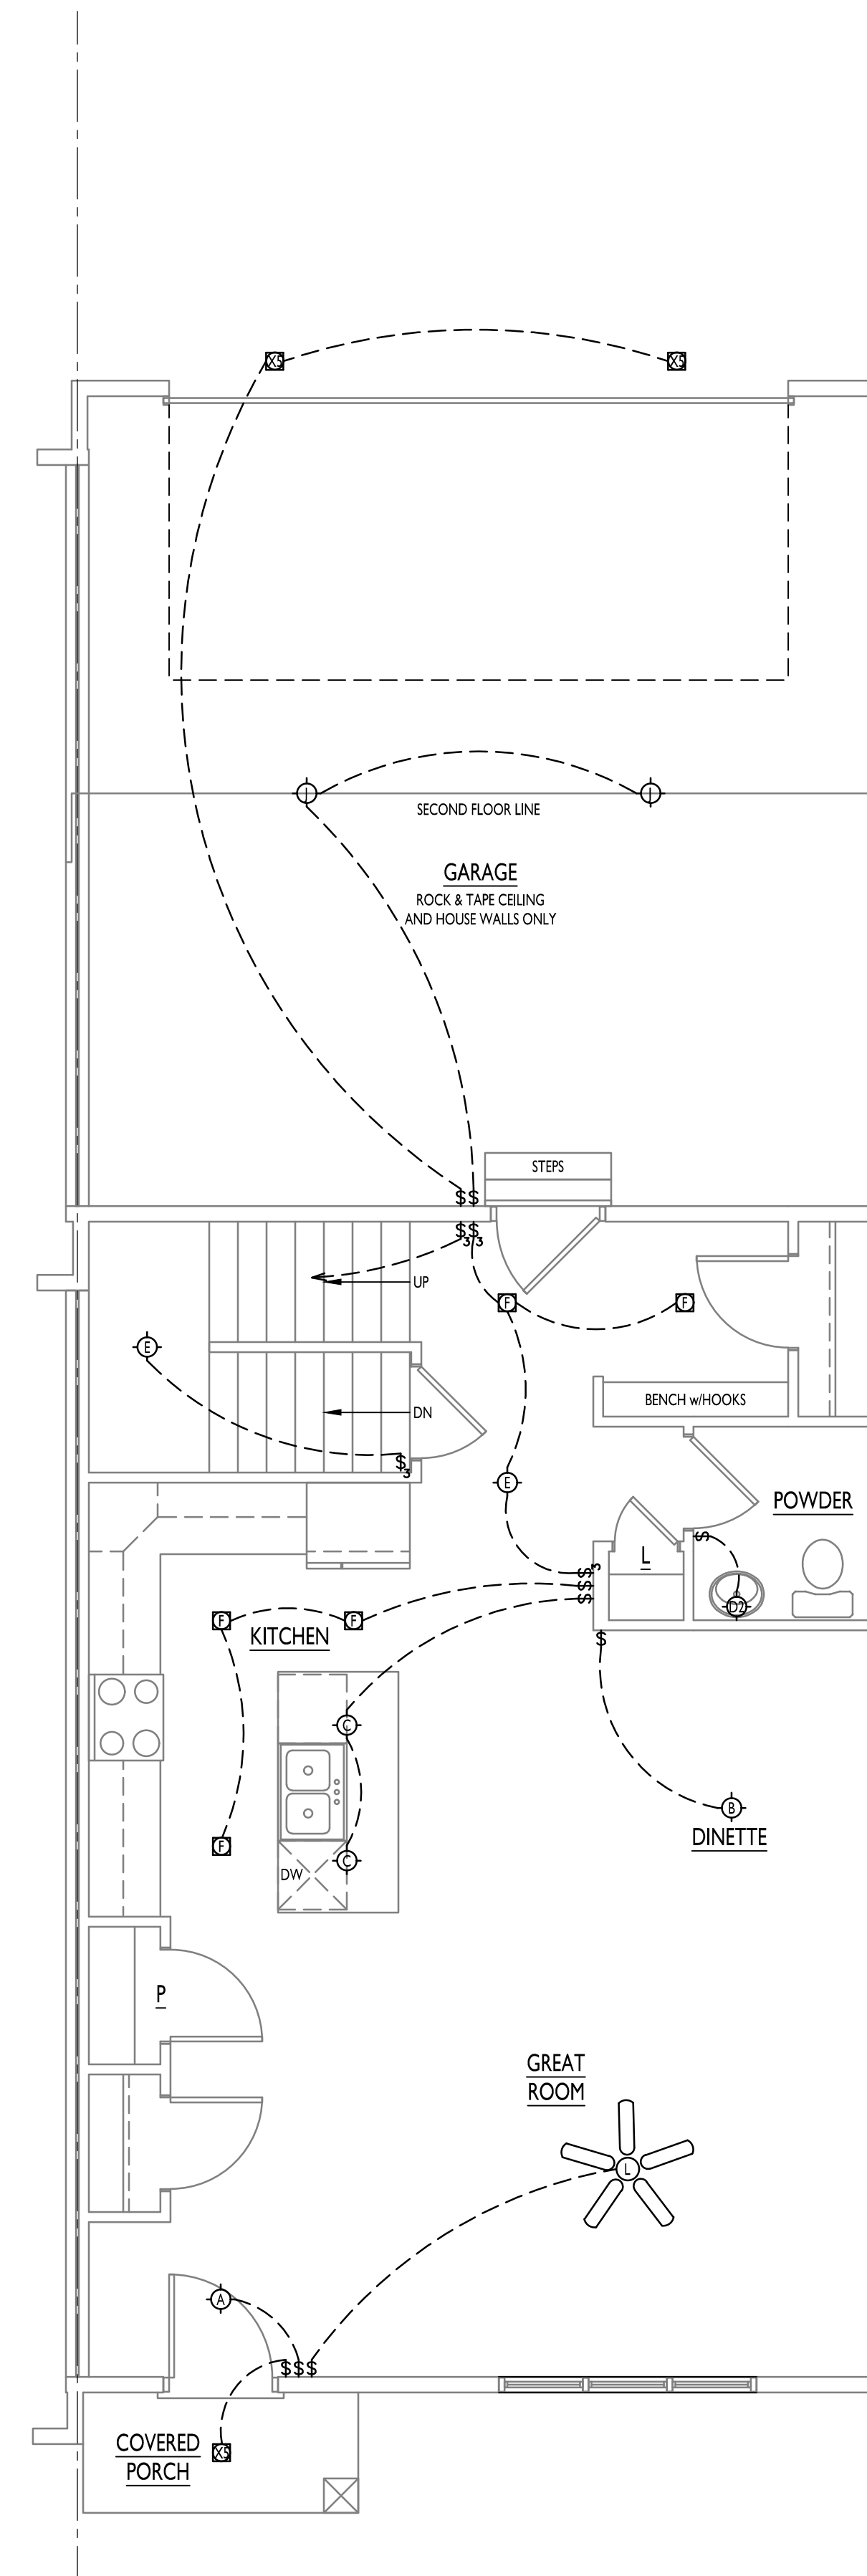 X5 X5
J J
SECOND FLOOR LINE
GARAGE
ROCK & TAPE CEILING
AND HOUSE WALLS ONLY
STEPS
$$
$3$3
UP
F F
E
BENCH w/HOOKS
DN
$3
E
POWDER
$
L
$3
$
$
D2
F F
KITCHEN
$
C
B
DINETTE
F
C
DW
P
GREAT
ROOM
L
A
$$$
COVERED
PORCH
X5